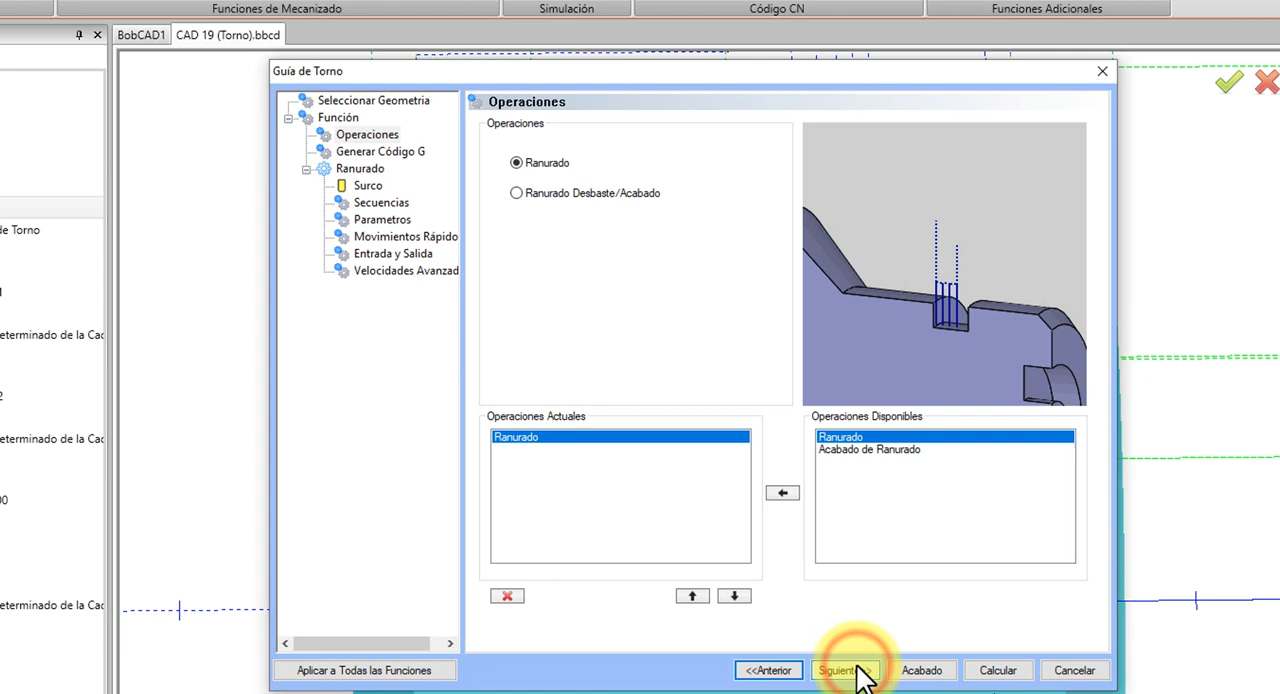 Funciones de Mecanizado
Simulación
Código CN
Funciones Adicionales
BobCAD1
CAD 19 (Torno).bbcd
Guía de Torno
Seleccionar Geometria
Función
Operaciones
Generar Código G
Ranurado
Surco
Secuencias
Parametros
Movimientos Rápido
Entrada y Salida
Velocidades Avanzad
Operaciones
Operaciones
Ranurado
Ranurado Desbaste/Acabado
Operaciones Actuales
Ranurado
Operaciones Disponibles
Ranurado
Acabado de Ranurado
de Torno
eterminado de la Cad
2
eterminado de la Cad
00
eterminado de la Cad
Aplicar a Todas las Funciones
<<Anterior
Siguiente>>
Acabado
Calcular
Cancelar